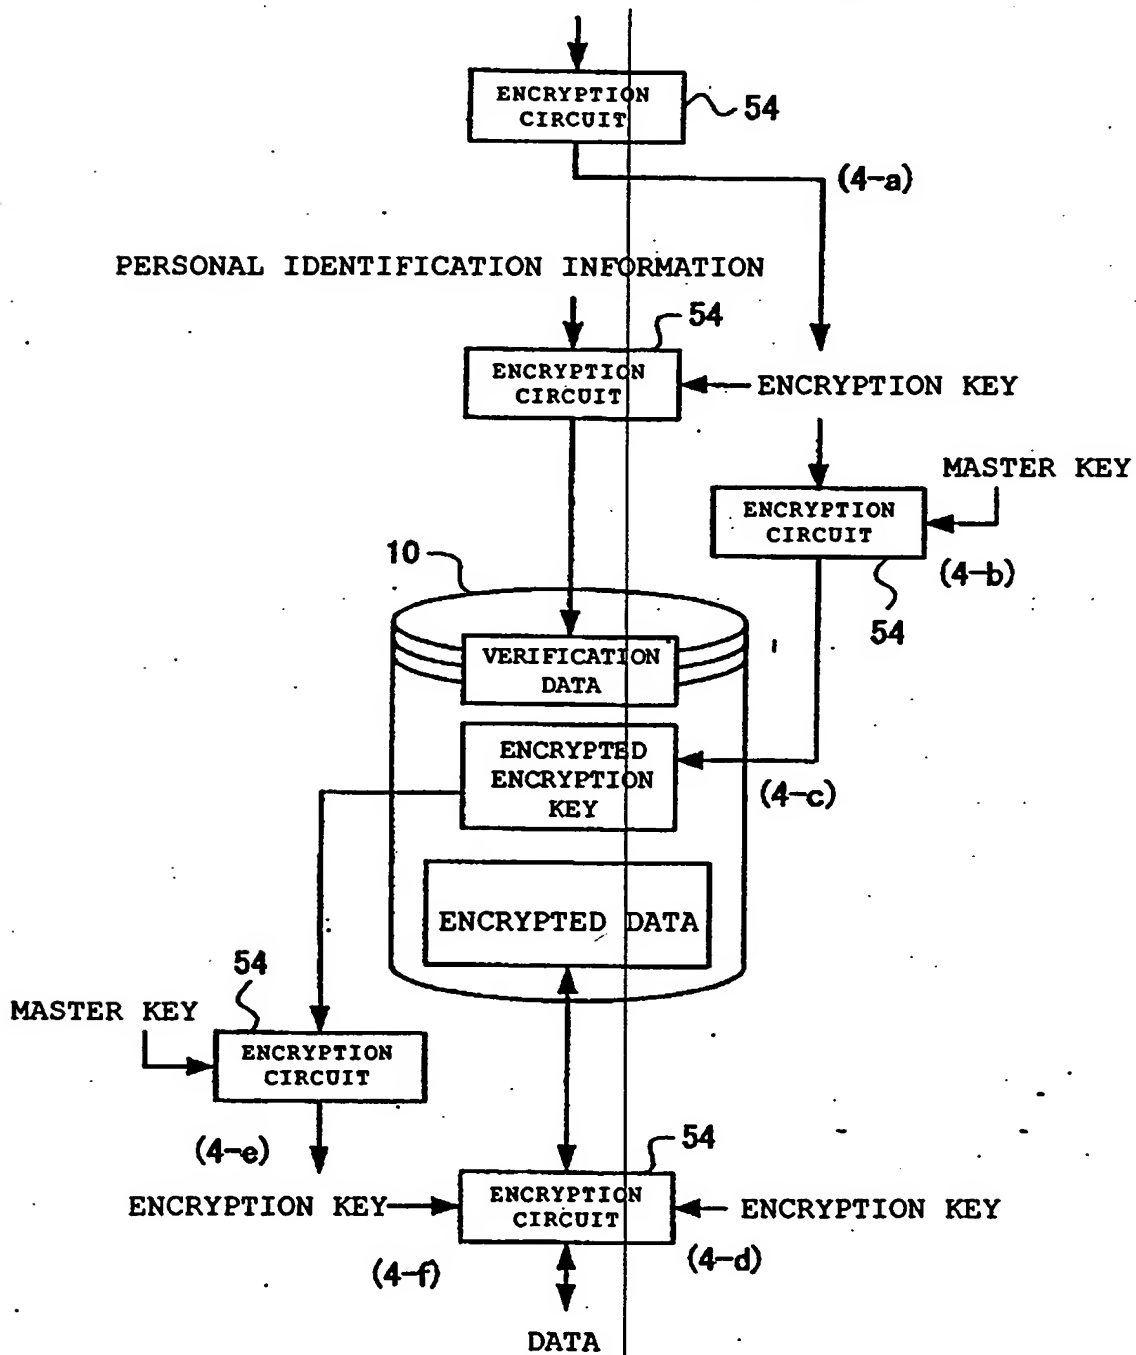 ENCRYPTION
CIRCUIT
54
(4-a)
PERSONAL IDENTIFICATION INFORMATION
54
ENCRYPTION
CIRCUIT
ENCRYPTION KEY
MASTER KEY
ENCRYPTION
CIRCUIT
10
(4-b)
54
VERIFICATION
DATA
ENCRYPTED
ENCRYPTION
KEY
(4-c)
ENCRYPTED DATA
54
MASTER KEY
ENCRYPTION
CIRCUIT
54
(4-e)
ENCRYPTION KEY
ENCRYPTION
CIRCUIT
ENCRYPTION KEY
(4-d)
(4-f)
DATA